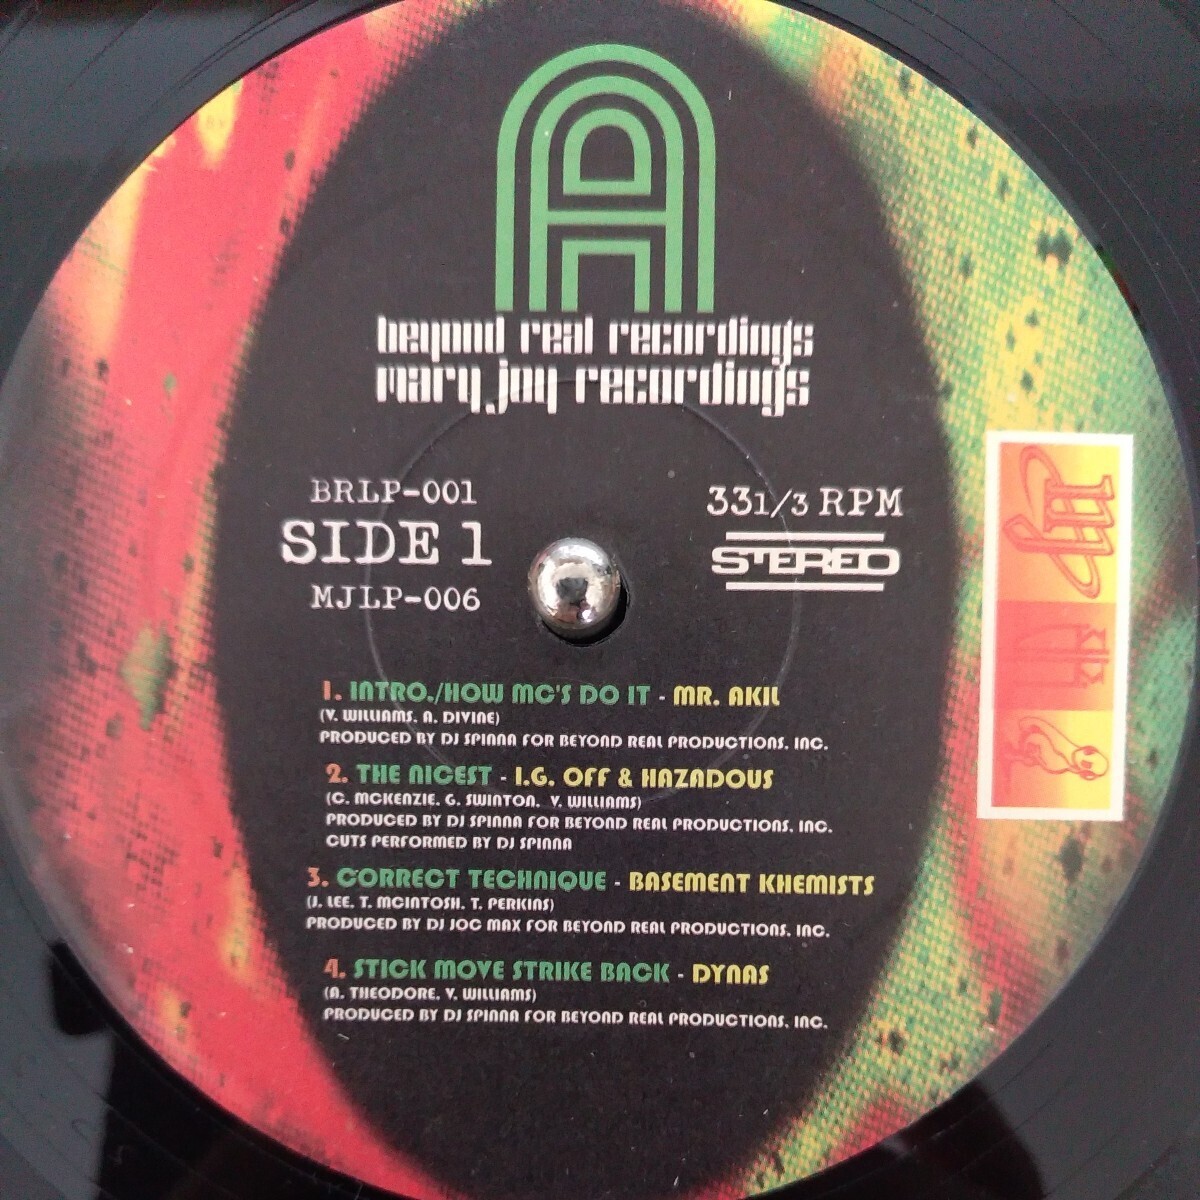 A
beyond real recordings
mary joy recordings
BRLP-001
SIDE 1
MJLP-006
33 1/3 RPM
STEREO
1. INTRO./HOW MC'S DO IT - MR. AKIL
(V. WILLIAMS, A. DIVINE)
PRODUCED BY DJ SPINNA FOR BEYOND REAL PRODUCTIONS, INC.
2. THE NICEST - I.G. OFF & HAZADOUS
(C. MCKENZIE, G. SWINTON, V. WILLIAMS)
PRODUCED BY DJ SPINNA FOR BEYOND REAL PRODUCTIONS, INC.
CUTS PERFORMED BY DJ SPINNA
3. CORRECT TECHNIQUE - BASEMENT KHEMISTS
(J. LEE, T. MCINTOSH, T. PERKINS)
PRODUCED BY DJ JOC MAX FOR BEYOND REAL PRODUCTIONS, INC.
4. STICK MOVE STRIKE BACK - DYNAS
(A. THEODORE, V. WILLIAMS)
PRODUCED BY DJ SPINNA FOR BEYOND REAL PRODUCTIONS, INC.